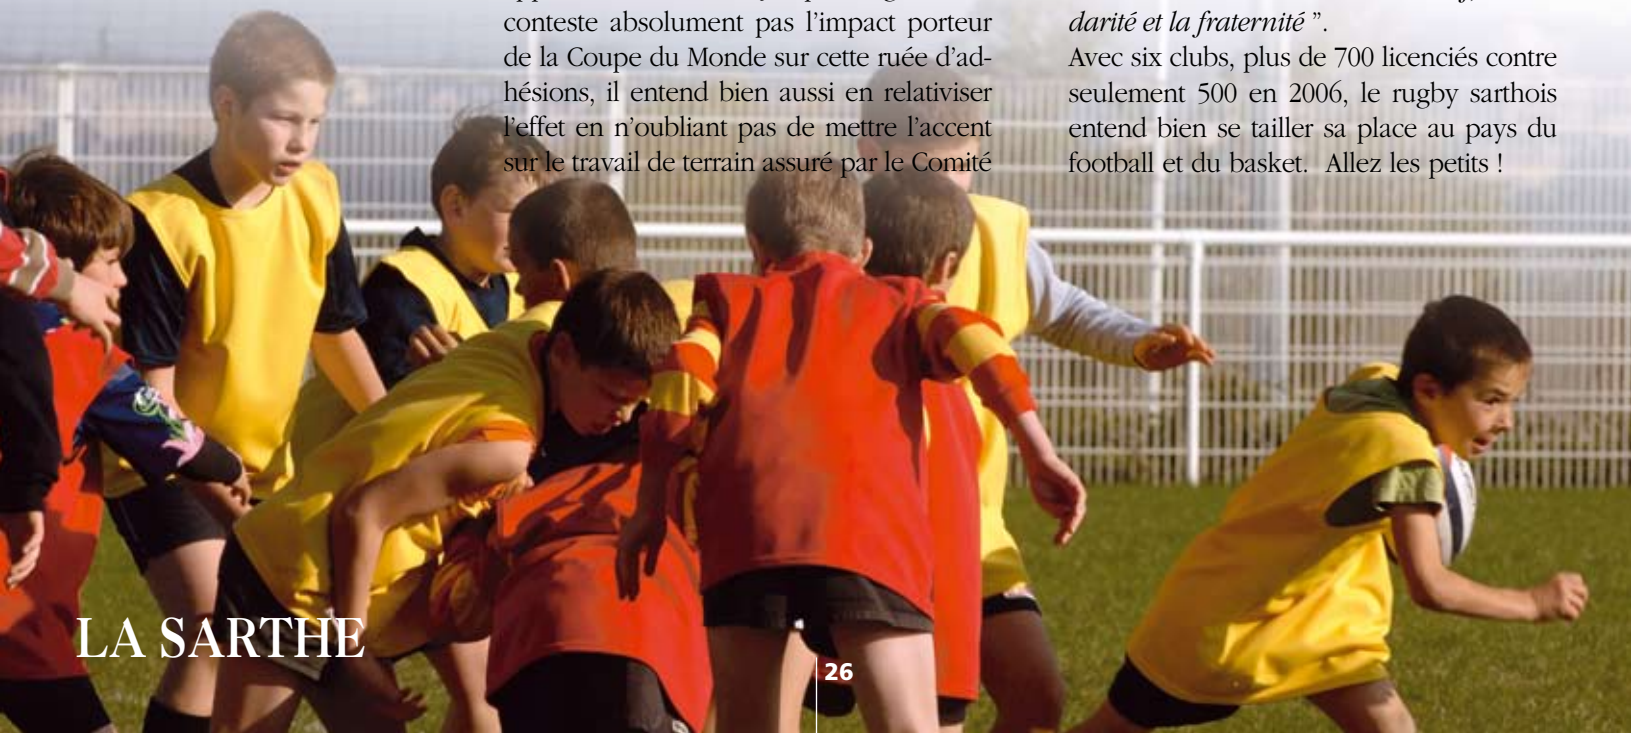 conteste absolument pas l’impact porteur
de la Coupe du Monde sur cette ruée d’ad-
hésions, il entend bien aussi en relativiser
l’effet en n’oubliant pas de mettre l’accent
sur le travail de terrain assuré par le Comité
darité et la fraternité ”.
Avec six clubs, plus de 700 licenciés contre
seulement 500 en 2006, le rugby sarthois
entend bien se tailler sa place au pays du
football et du basket. Allez les petits !
LA SARTHE
26